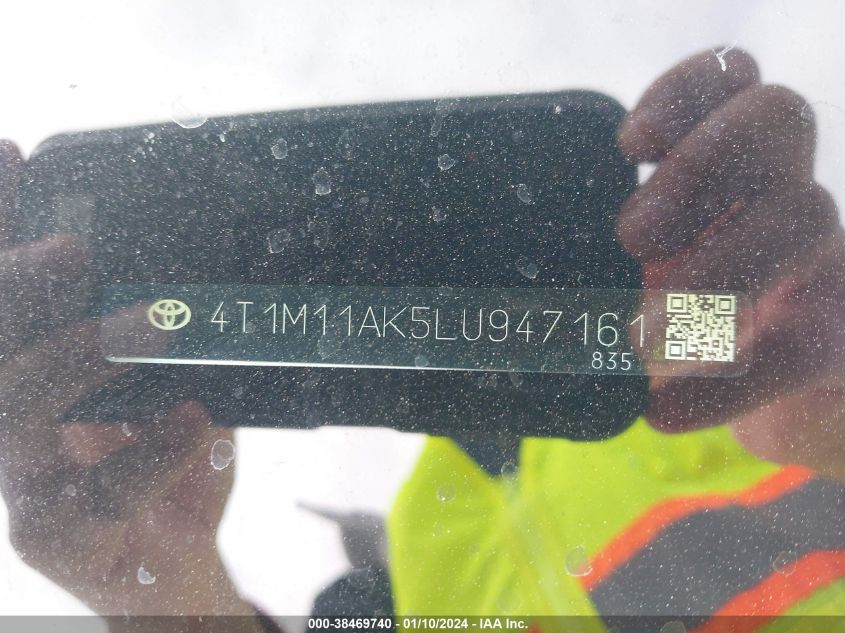 4T1M11AK5LU947161
835
000-38469740 - 01/10/2024 - IAA Inc.